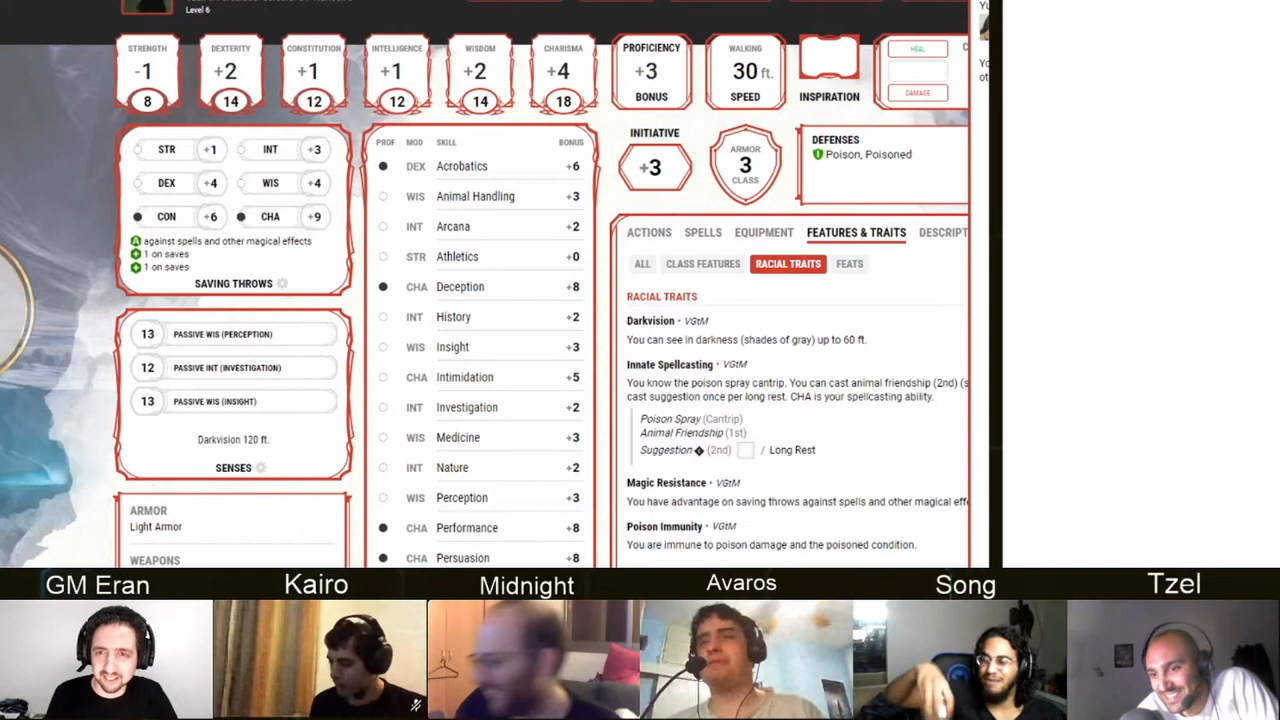 Level 6
STRENGTH
-1
8
DEXTERITY
+2
14
CONSTITUTION
+1
12
INTELLIGENCE
+1
12
WISDOM
+2
14
CHARISMA
+4
18
PROFICIENCY
+3
BONUS
WALKING
30 ft.
SPEED
INSPIRATION
HEAL
DAMAGE
STR +1
INT +3
DEX +4
WIS +4
CON +6
CHA +9
A against spells and other magical effects
+ 1 on saves
+ 1 on saves
SAVING THROWS
13 PASSIVE WIS (PERCEPTION)
12 PASSIVE INT (INVESTIGATION)
13 PASSIVE WIS (INSIGHT)
Darkvision 120 ft.
SENSES
ARMOR
Light Armor
WEAPONS
PROF MOD SKILL BONUS
DEX Acrobatics +6
WIS Animal Handling +3
INT Arcana +2
STR Athletics +0
CHA Deception +8
INT History +2
WIS Insight +3
CHA Intimidation +5
INT Investigation +2
WIS Medicine +3
INT Nature +2
WIS Perception +3
CHA Performance +8
CHA Persuasion +8
INITIATIVE
+3
ARMOR
3
CLASS
DEFENSES
Poison, Poisoned
ACTIONS SPELLS EQUIPMENT FEATURES & TRAITS DESCRIPT
ALL CLASS FEATURES RACIAL TRAITS FEATS
RACIAL TRAITS
Darkvision • VGtM
You can see in darkness (shades of gray) up to 60 ft.
Innate Spellcasting • VGtM
You know the poison spray cantrip. You can cast animal friendship (2nd) (s
cast suggestion once per long rest. CHA is your spellcasting ability.
Poison Spray (Cantrip)
Animal Friendship (1st)
Suggestion (2nd) / Long Rest
Magic Resistance • VGtM
You have advantage on saving throws against spells and other magical effe
Poison Immunity • VGtM
You are immune to poison damage and the poisoned condition.
GM Eran
Kairo
Midnight
Avaros
Song
Tzel